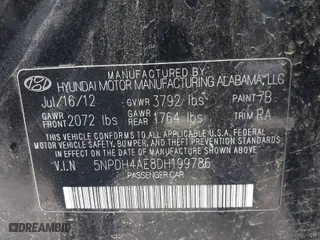 MANUFACTURED BY
HYUNDAI MOTOR MANUFACTURING ALABAMA, LLC
Jul/16/12 GVWR 3792 lbs PAINT 7B
GAWR FRONT 2072 lbs GAWR REAR 1764 lbs TRIM RA
THIS VEHICLE CONFORMS TO ALL APPLICABLE
FEDERAL MOTOR VEHICLE SAFETY, BUMPER,
AND THEFT PREVENTION STANDARDS IN EFFECT
ON THE DATE OF MANUFACTURE SHOWN ABOVE.
V.I.N 5NPDH4AE8DH199786
PASSENGER CAR